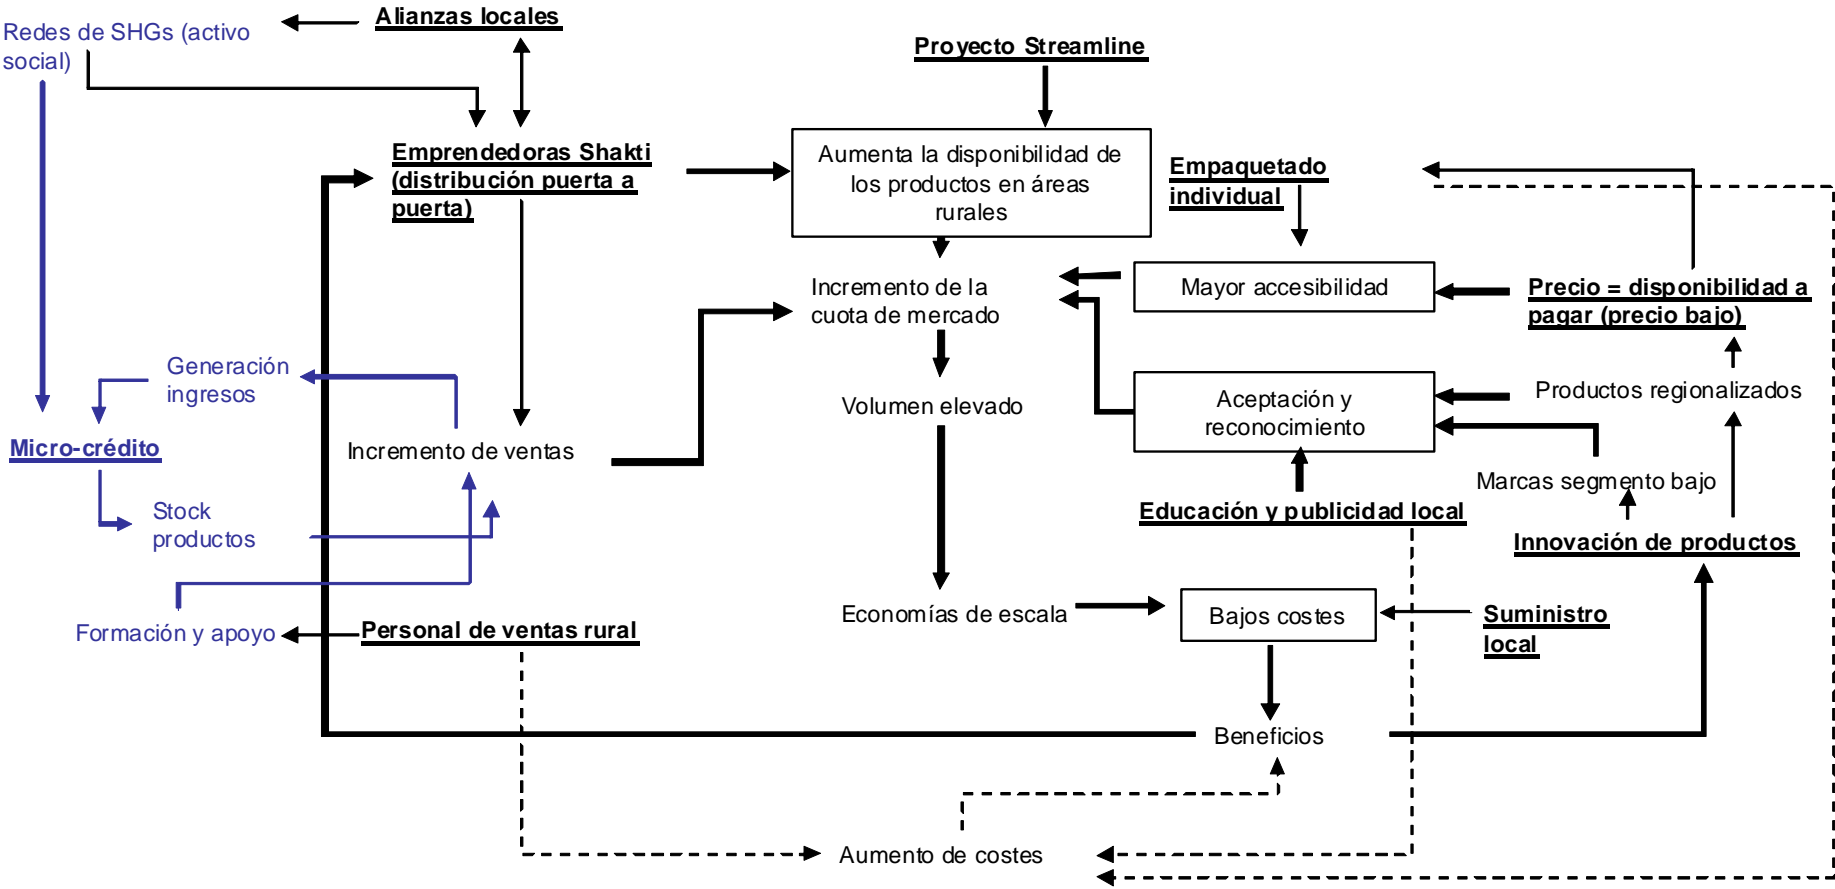 Alianzas locales
Redes de SHGs (activo
social)
Proyecto Streamline
Emprendedoras Shakti
(distribución puerta a
puerta)
Aumenta la disponibilidad de
los productos en áreas
rurales
Empaquetado
individual
Incremento de la
cuota de mercado
Mayor accesibilidad
Precio = disponibilidad a
pagar (precio bajo)
Generación
ingresos
Volumen elevado
Aceptación y
reconocimiento
Productos regionalizados
Micro-crédito
Incremento de ventas
Marcas segmento bajo
Stock
productos
Educación y publicidad local
Innovación de productos
Formación y apoyo
Personal de ventas rural
Economías de escala
Bajos costes
Suministro
local
Beneficios
Aumento de costes